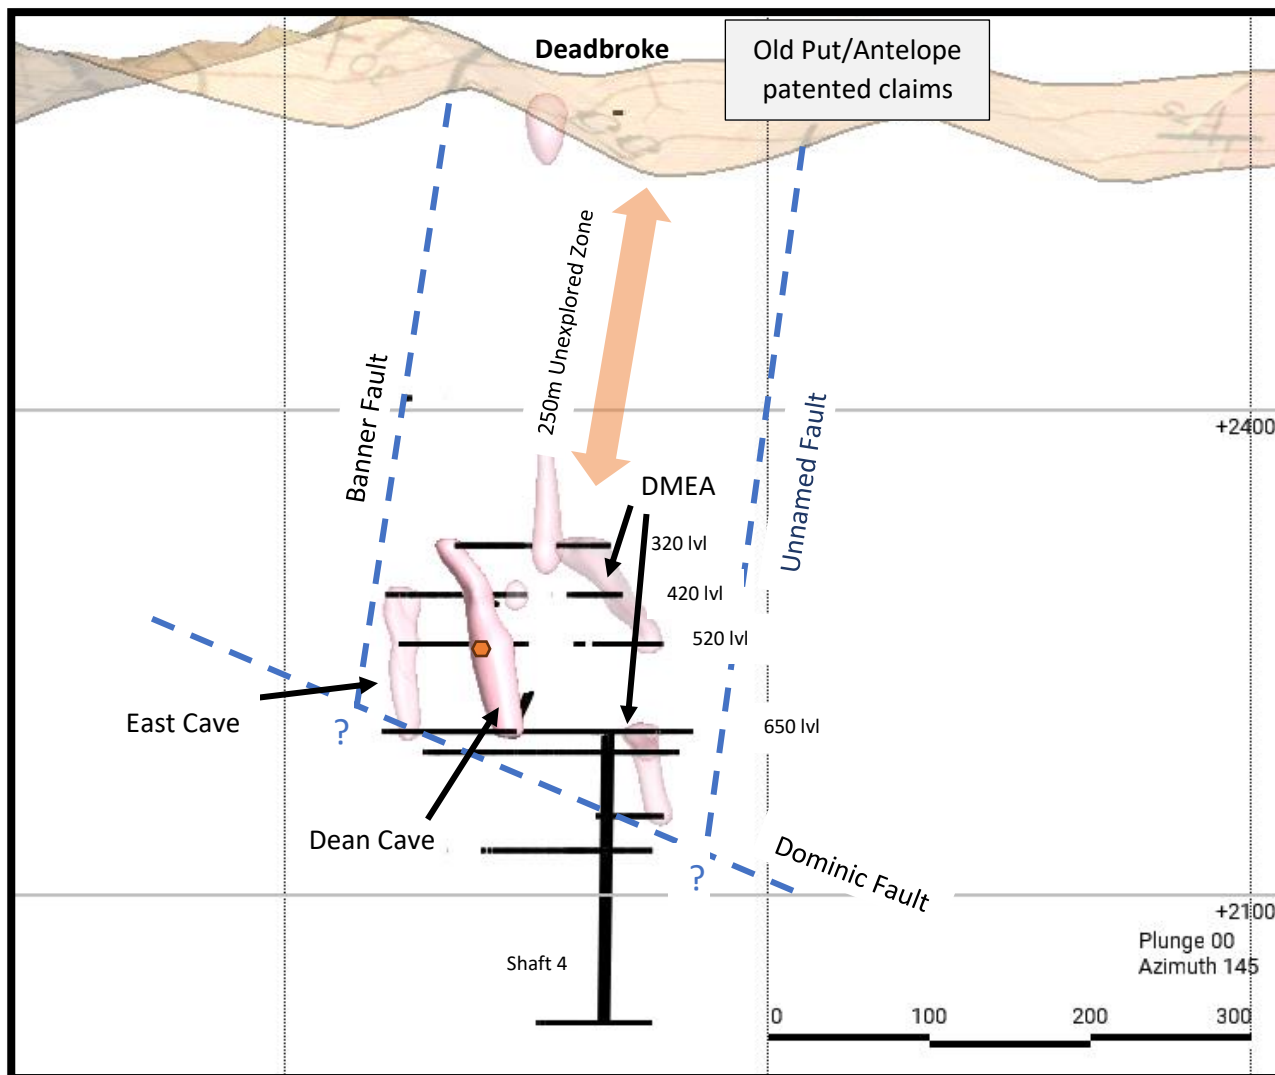 Deadbroke
Old Put/Antelope
patented claims
250m Unexplored Zone
Banner Fault
Unnamed Fault
+2400
DMEA
320 lvl
420 lvl
520 lvl
650 lvl
East Cave
?
Dean Cave
Dominic Fault
?
+2100
Shaft 4
Plunge 00
Azimuth 145
0 100 200 300